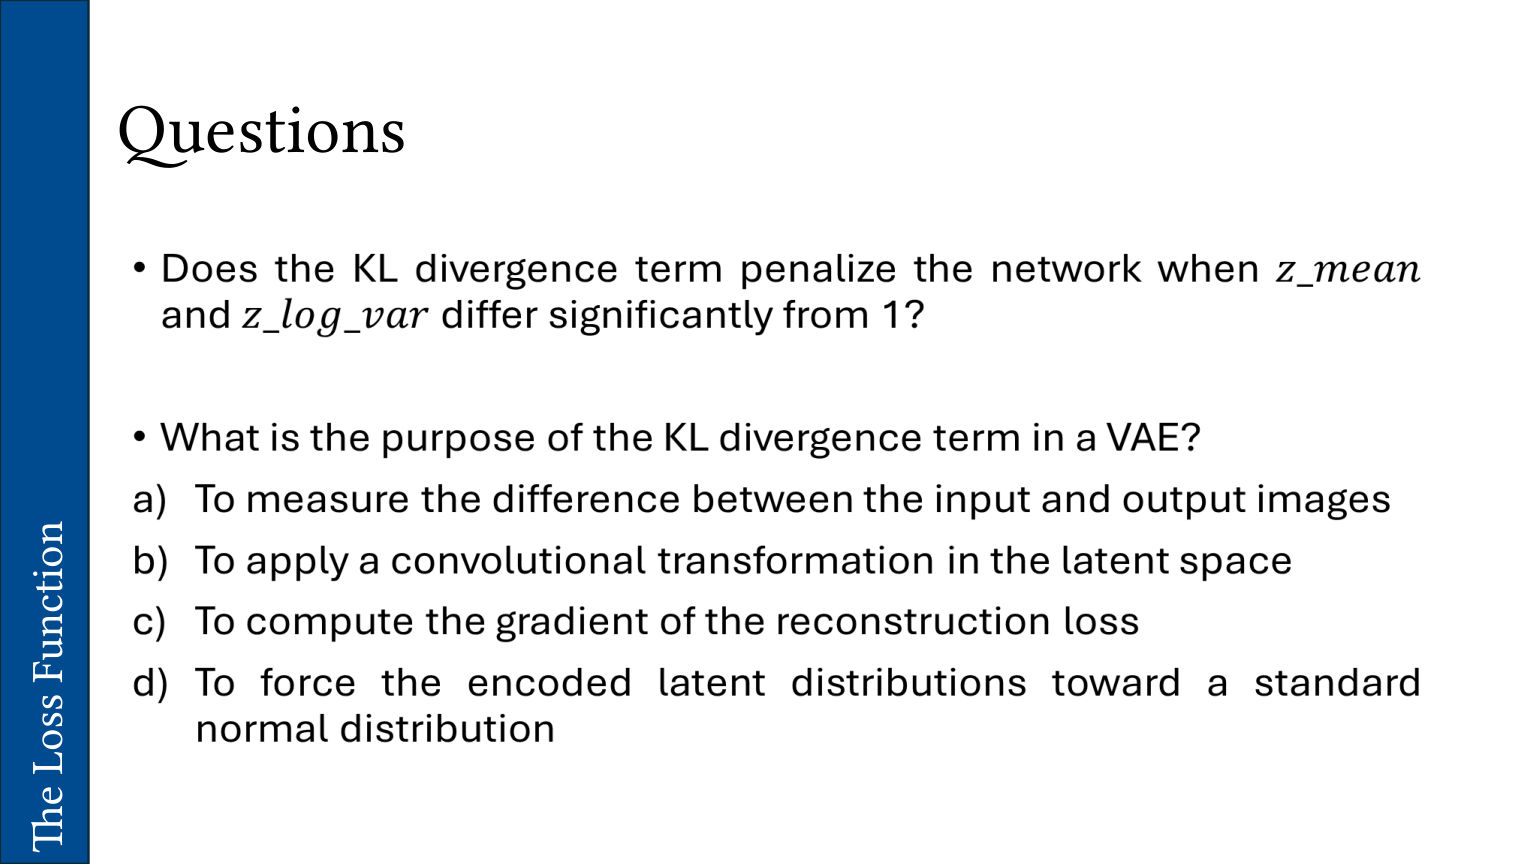 The Loss Function
Questions
• Does the KL divergence term penalize the network when z_mean
and z_log_var differ significantly from 1?
• What is the purpose of the KL divergence term in a VAE?
a) To measure the difference between the input and output images
b) To apply a convolutional transformation in the latent space
c) To compute the gradient of the reconstruction loss
d) To force the encoded latent distributions toward a standard
normal distribution